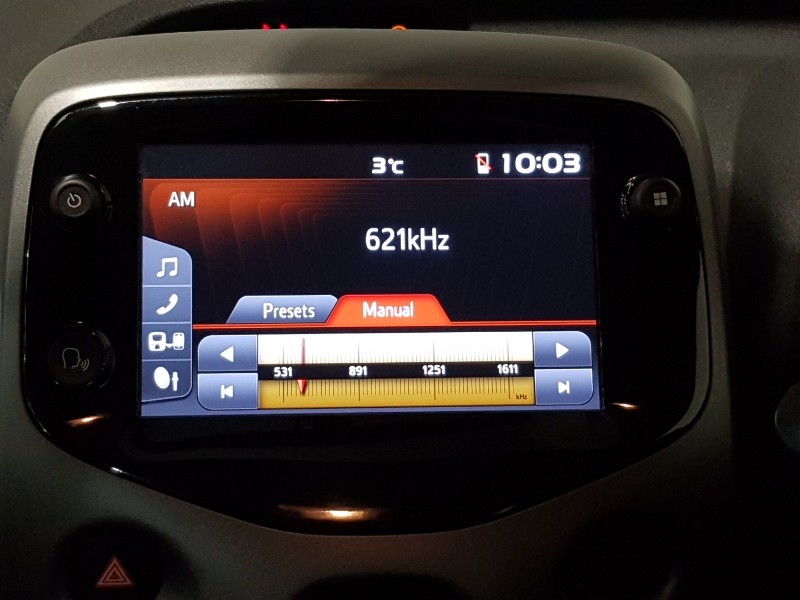 3°C 10:03
AM
621kHz
Presets Manual
531 891 1251 1611
kHz